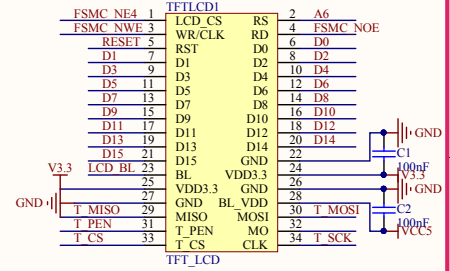 TFTLCD1
FSMC_NE4 1 LCD_CS RS 2 A6
FSMC_NWE 3 WR/CLK RD 4 FSMC_NOE
RESET 5 RST D0 6 D0
D1 7 D1 D2 8 D2
D3 9 D3 D4 10 D4
D5 11 D5 D6 12 D6
D7 13 D7 D8 14 D8
D9 15 D9 D10 16 D10
D11 17 D11 D12 18 D12
D13 19 D13 D14 20 D14
D15 21 D15 GND 22 GND
C1
LCD_BL 23 BL VDD3.3 24 100nF
V3.3 V3.3
25 VDD3.3 GND 26 GND
GND 27 GND BL_VDD 28
C2
T_MISO 29 MISO MOSI 30 T_MOSI 100nF
T_PEN 31 T_PEN MO 32 VCC5
T_CS 33 T_CS CLK 34 T_SCK
TFT_LCD